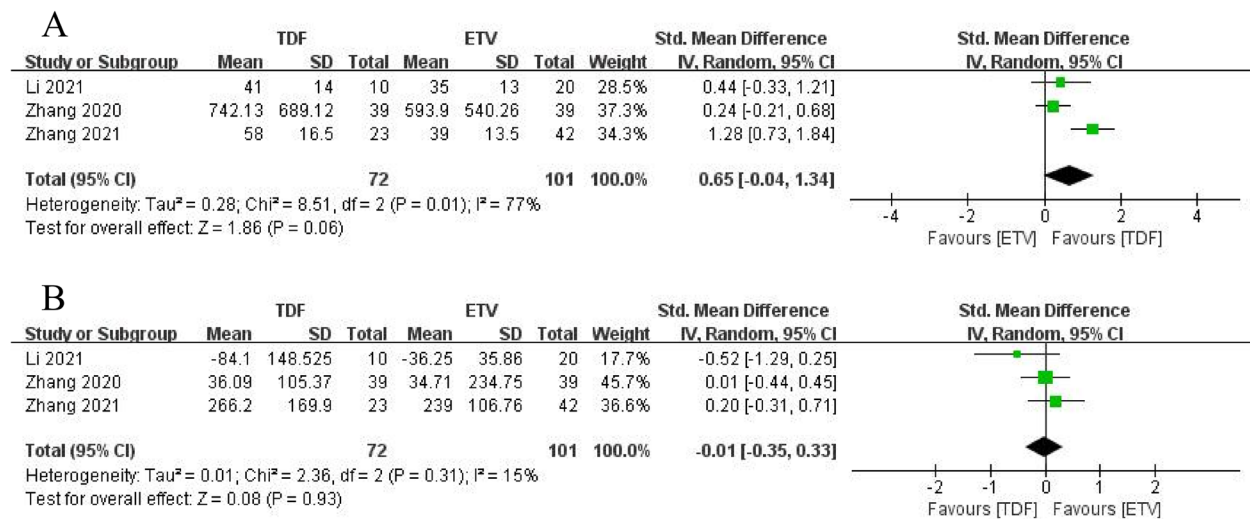 A
TDF ETV Std. Mean Difference Std. Mean Difference
Study or Subgroup Mean SD Total Mean SD Total Weight IV, Random, 95% CI IV, Random, 95% CI
Li 2021 41 14 10 35 13 20 28.5% 0.44 [-0.33, 1.21]
Zhang 2020 742.13 689.12 39 593.9 540.26 39 37.3% 0.24 [-0.21, 0.68]
Zhang 2021 58 16.5 23 39 13.5 42 34.3% 1.28 [0.73, 1.84]
Total (95% CI) 72 101 100.0% 0.65 [-0.04, 1.34]
Heterogeneity: Tau² = 0.28; Chi² = 8.51, df = 2 (P = 0.01); I² = 77%
Test for overall effect: Z = 1.86 (P = 0.06)
-4 -2 0 2 4
Favours [ETV] Favours [TDF]
B
TDF ETV Std. Mean Difference Std. Mean Difference
Study or Subgroup Mean SD Total Mean SD Total Weight IV, Random, 95% CI IV, Random, 95% CI
Li 2021 -84.1 148.525 10 -36.25 35.86 20 17.7% -0.52 [-1.29, 0.25]
Zhang 2020 36.09 105.37 39 34.71 234.75 39 45.7% 0.01 [-0.44, 0.45]
Zhang 2021 266.2 169.9 23 239 106.76 42 36.6% 0.20 [-0.31, 0.71]
Total (95% CI) 72 101 100.0% -0.01 [-0.35, 0.33]
Heterogeneity: Tau² = 0.01; Chi² = 2.36, df = 2 (P = 0.31); I² = 15%
Test for overall effect: Z = 0.08 (P = 0.93)
-2 -1 0 1 2
Favours [TDF] Favours [ETV]